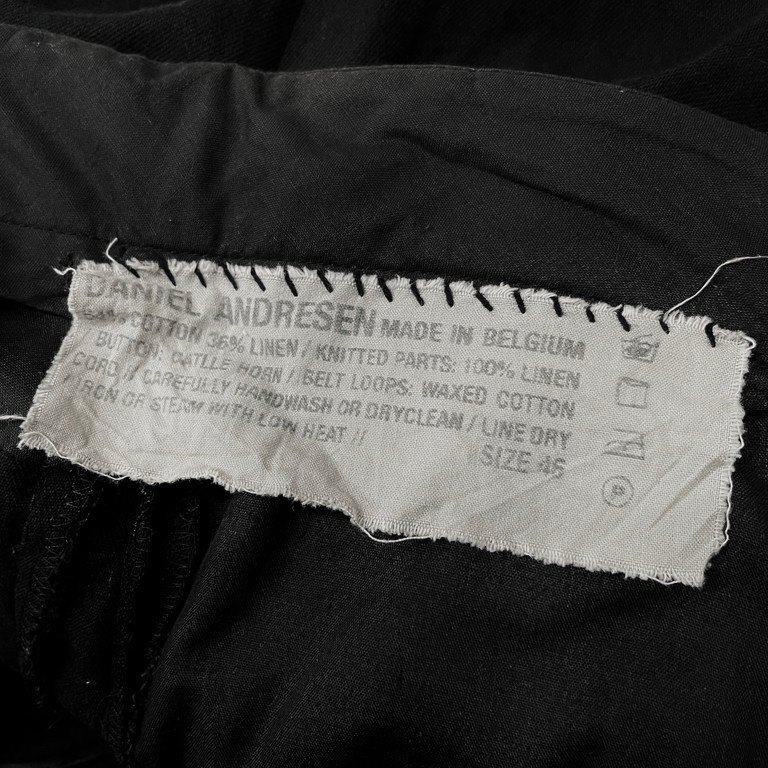 DANIEL ANDRESEN MADE IN BELGIUM
COTTON 36% LINEN / KNITTED PARTS: 100% LINEN
BUTTON: CATLLE HORN // BELT LOOPS: WAXED COTTON
CORD // CAREFULLY HANDWASH OR DRYCLEAN / LINE DRY
/ IRON OR STEAM WITH LOW HEAT //
SIZE 46
P